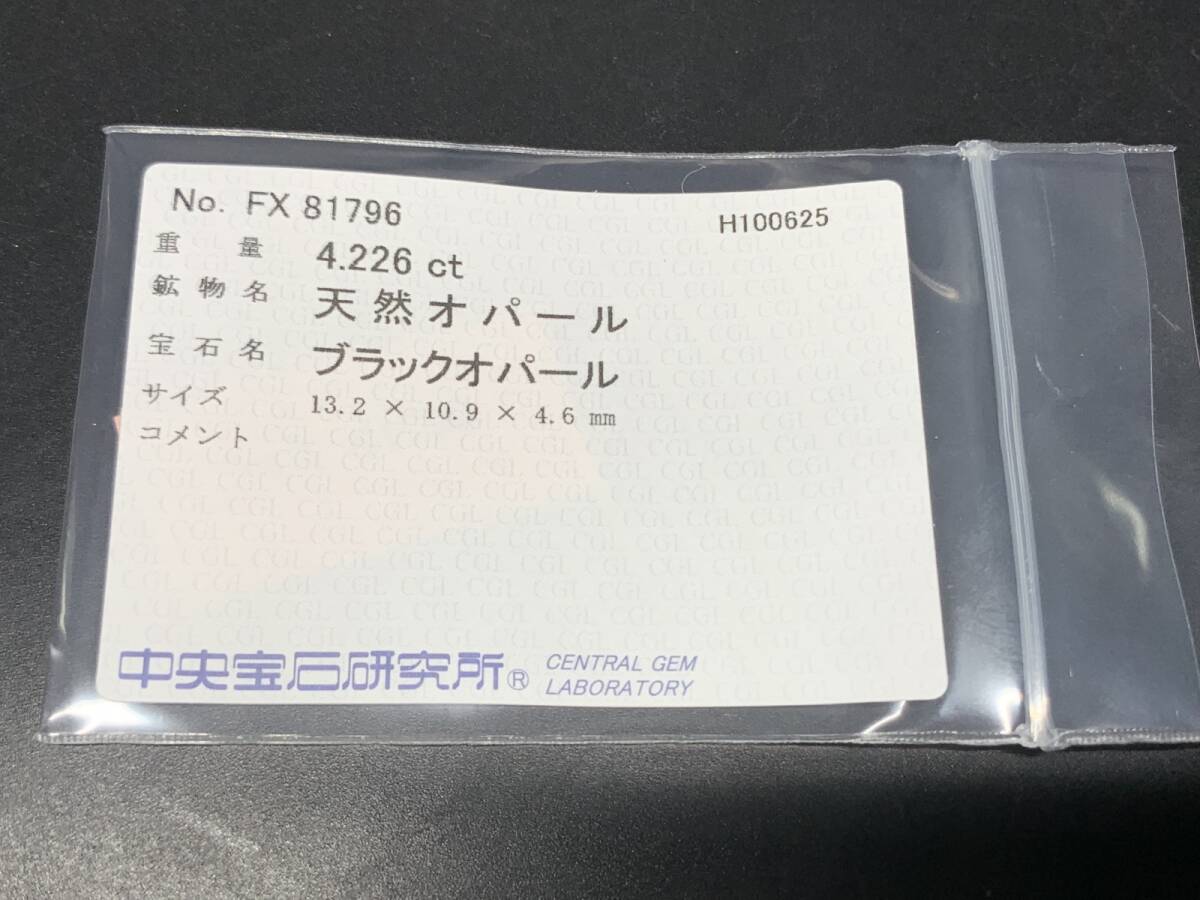 No. FX 81796 H100625
重量 4.226 ct
鉱物名 天然オパール
宝石名 ブラックオパール
サイズ 13.2 × 10.9 × 4.6 ㎜
コメント
中央宝石研究所® CENTRAL GEM LABORATORY